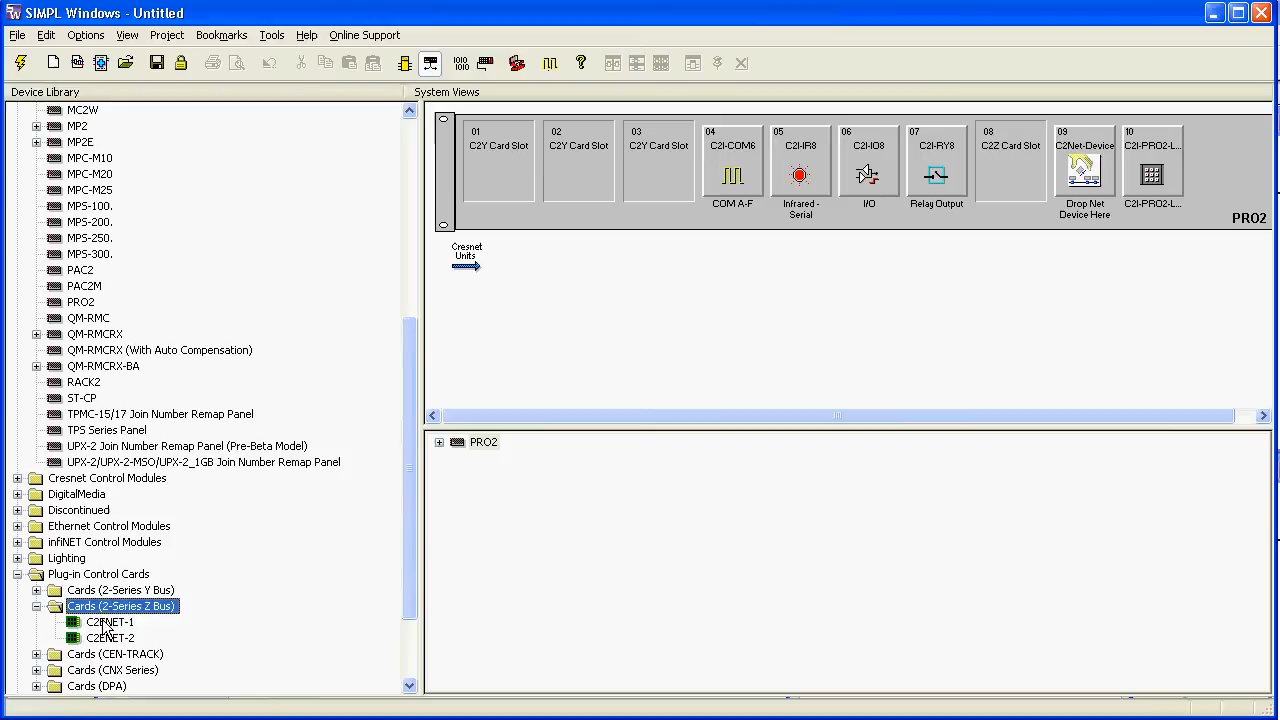 SIMPL Windows - Untitled
File Edit Options View Project Bookmarks Tools Help Online Support
Device Library
System Views
MC2W
MP2
MP2E
MPC-M10
MPC-M20
MPC-M25
MPS-100.
MPS-200.
MPS-250.
MPS-300.
PAC2
PAC2M
PRO2
QM-RMC
QM-RMCRX
QM-RMCRX (With Auto Compensation)
QM-RMCRX-BA
RACK2
ST-CP
TPMC-15/17 Join Number Remap Panel
TPS Series Panel
UPX-2 Join Number Remap Panel (Pre-Beta Model)
UPX-2/UPX-2-MSO/UPX-2_1GB Join Number Remap Panel
Cresnet Control Modules
DigitalMedia
Discontinued
Ethernet Control Modules
infiNET Control Modules
Lighting
Plug-in Control Cards
Cards (2-Series Y Bus)
Cards (2-Series Z Bus)
C2ENET-1
C2ENET-2
Cards (CEN-TRACK)
Cards (CNX Series)
Cards (DPA)
01
C2Y Card Slot
02
C2Y Card Slot
03
C2Y Card Slot
04
C2I-COM6
COM A-F
05
C2I-IR8
Infrared -
Serial
06
C2I-IO8
I/O
07
C2I-RY8
Relay Output
08
C2Z Card Slot
09
C2Net-Device
Drop Net
Device Here
10
C2I-PRO2-L...
C2I-PRO2-L...
PRO2
Cresnet
Units
PRO2